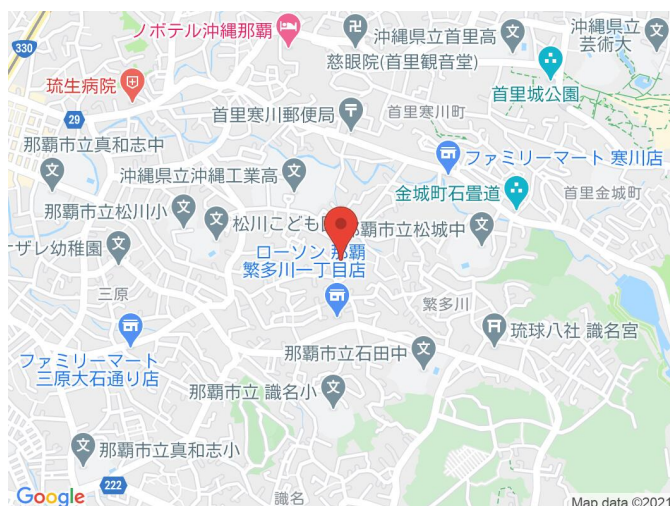 330
ノボテル沖縄那覇
沖縄県立首里高
沖縄県立
芸術大
慈眼院(首里観音堂)
琉生病院
首里城公園
首里寒川郵便局
首里寒川町
29
那覇市立真和志中
ファミリーマート 寒川店
沖縄県立沖縄工業高
金城町石畳道
首里金城町
那覇市立松川小
松川こども
那覇市立松城中
ナザレ幼稚園
ローソン 那覇
繁多川一丁目店
三原
繁多川
琉球八社 識名宮
ファミリーマート
三原大石通り店
那覇市立石田中
那覇市立 識名小
那覇市立真和志小
222
識名
Google
Map data ©2021